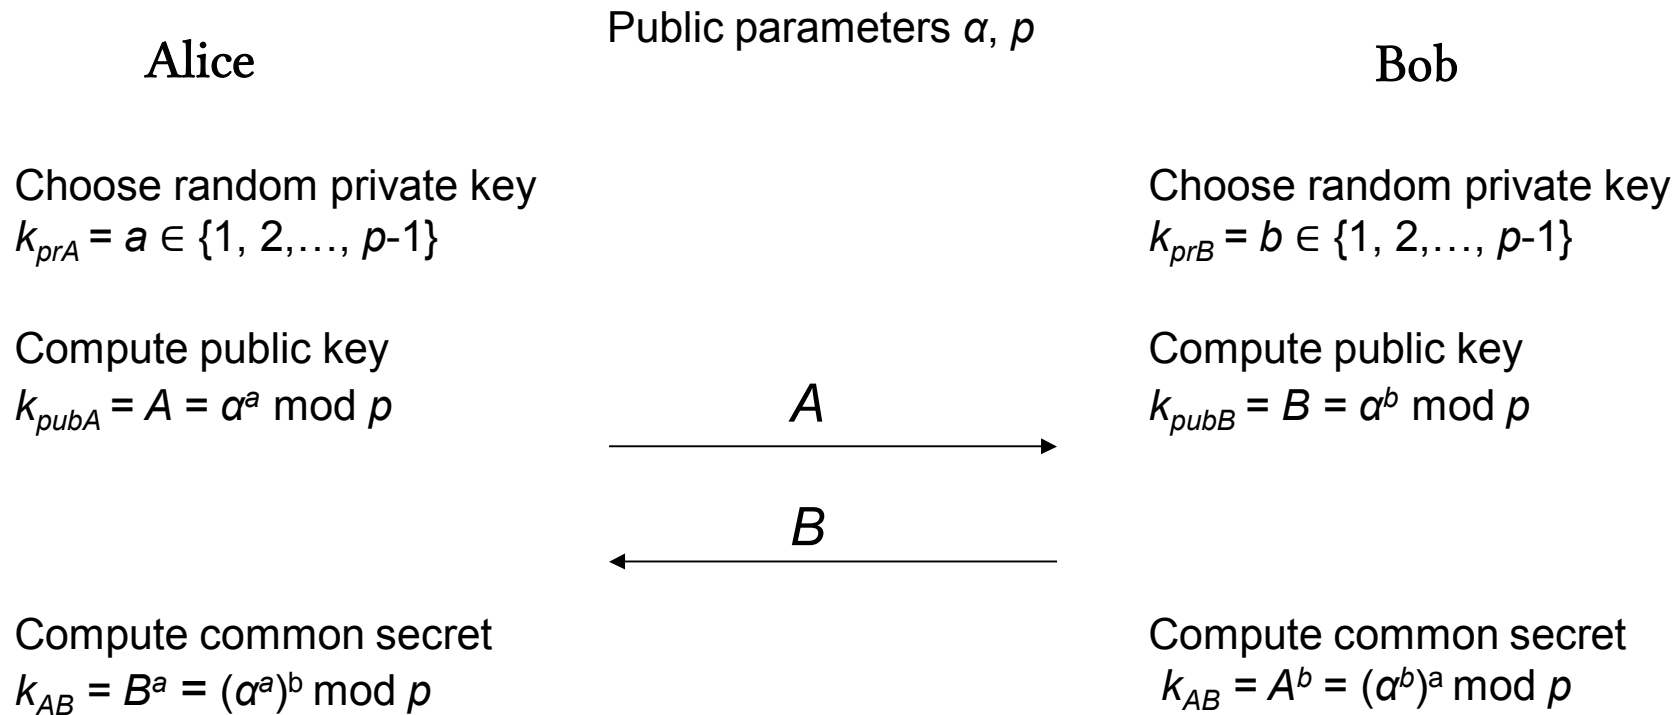 Public parameters α, p
Alice
Bob
Choose random private key
k_prA = a ∈ {1, 2,…, p-1}
Choose random private key
k_prB = b ∈ {1, 2,…, p-1}
Compute public key
k_pubA = A = α^a mod p
Compute public key
k_pubB = B = α^b mod p
A
B
Compute common secret
k_AB = B^a = (α^a)^b mod p
Compute common secret
k_AB = A^b = (α^b)^a mod p